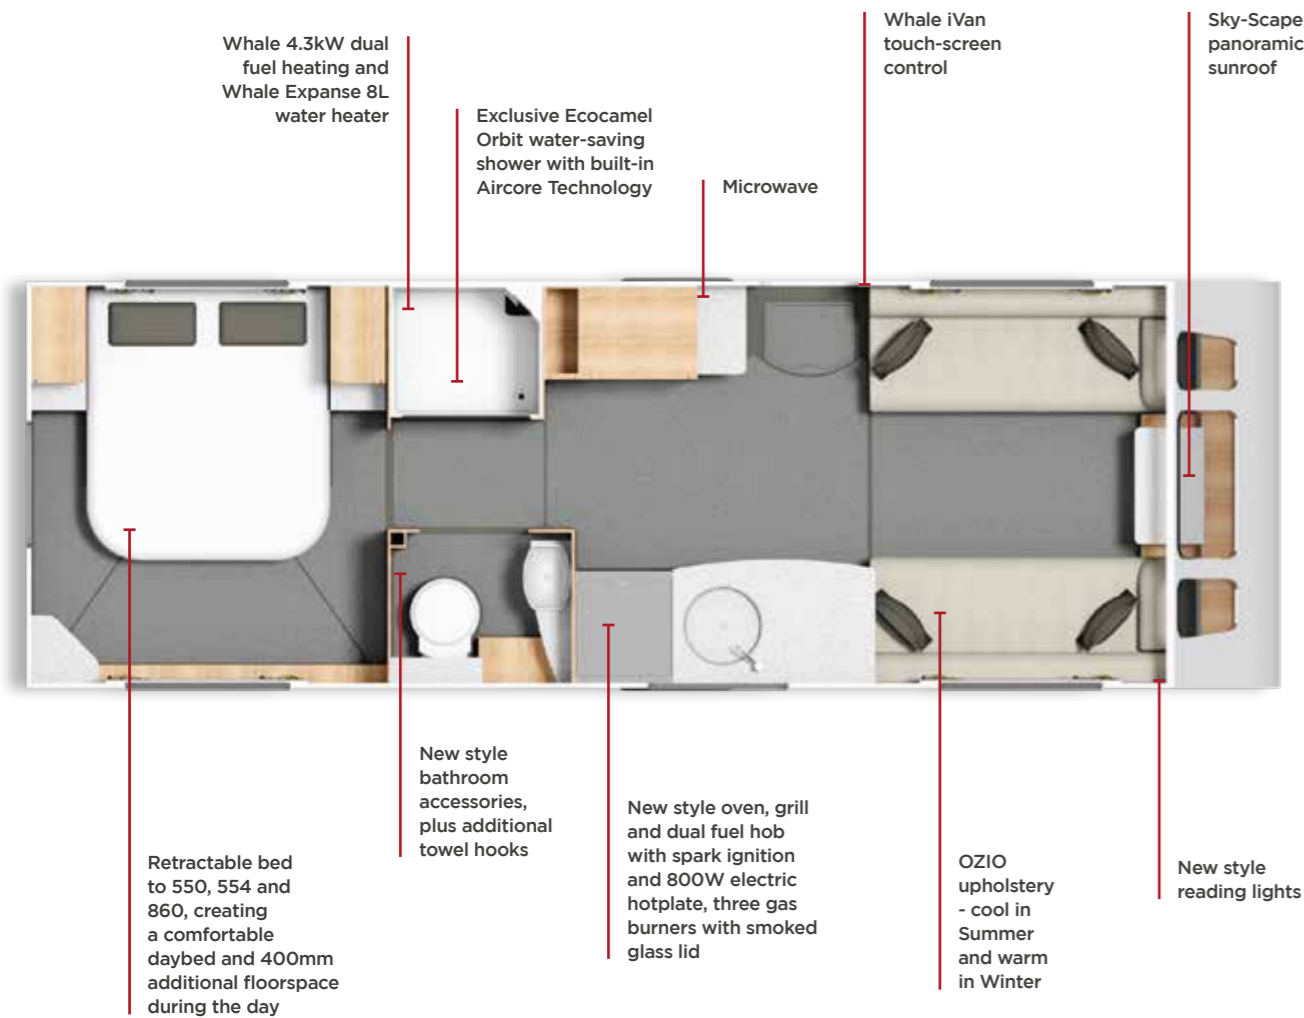 Whale 4.3kW dual
fuel heating and
Whale Expanse 8L
water heater
Exclusive Ecocamel
Orbit water-saving
shower with built-in
Aircore Technology
Microwave
Whale iVan
touch-screen
control
Sky-Scape
panoramic
sunroof
Retractable bed
to 550, 554 and
860, creating
a comfortable
daybed and 400mm
additional floorspace
during the day
New style
bathroom
accessories,
plus additional
towel hooks
New style oven, grill
and dual fuel hob
with spark ignition
and 800W electric
hotplate, three gas
burners with smoked
glass lid
OZIO
upholstery
- cool in
Summer
and warm
in Winter
New style
reading lights